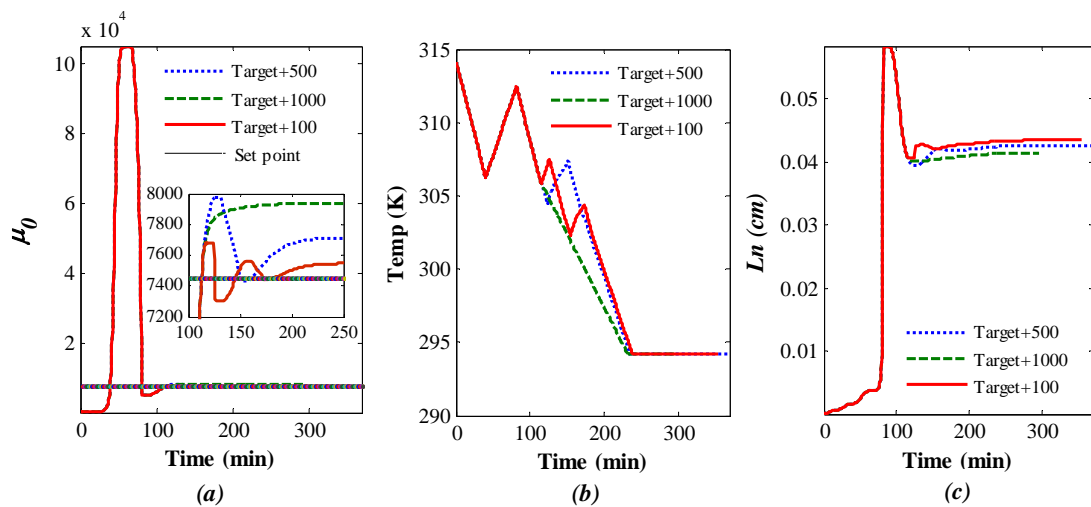 x 10^4
10
8
6
4
2
μ0
Target+500
Target+1000
Target+100
Set point
8000
7800
7600
7400
7200
100
150
200
250
0
100
200
300
Time (min)
(a)
315
310
305
300
295
290
Temp (K)
Target+500
Target+1000
Target+100
0
100
200
300
Time (min)
(b)
0.05
0.04
0.03
0.02
0.01
Ln (cm)
Target+500
Target+1000
Target+100
0
100
200
300
Time (min)
(c)